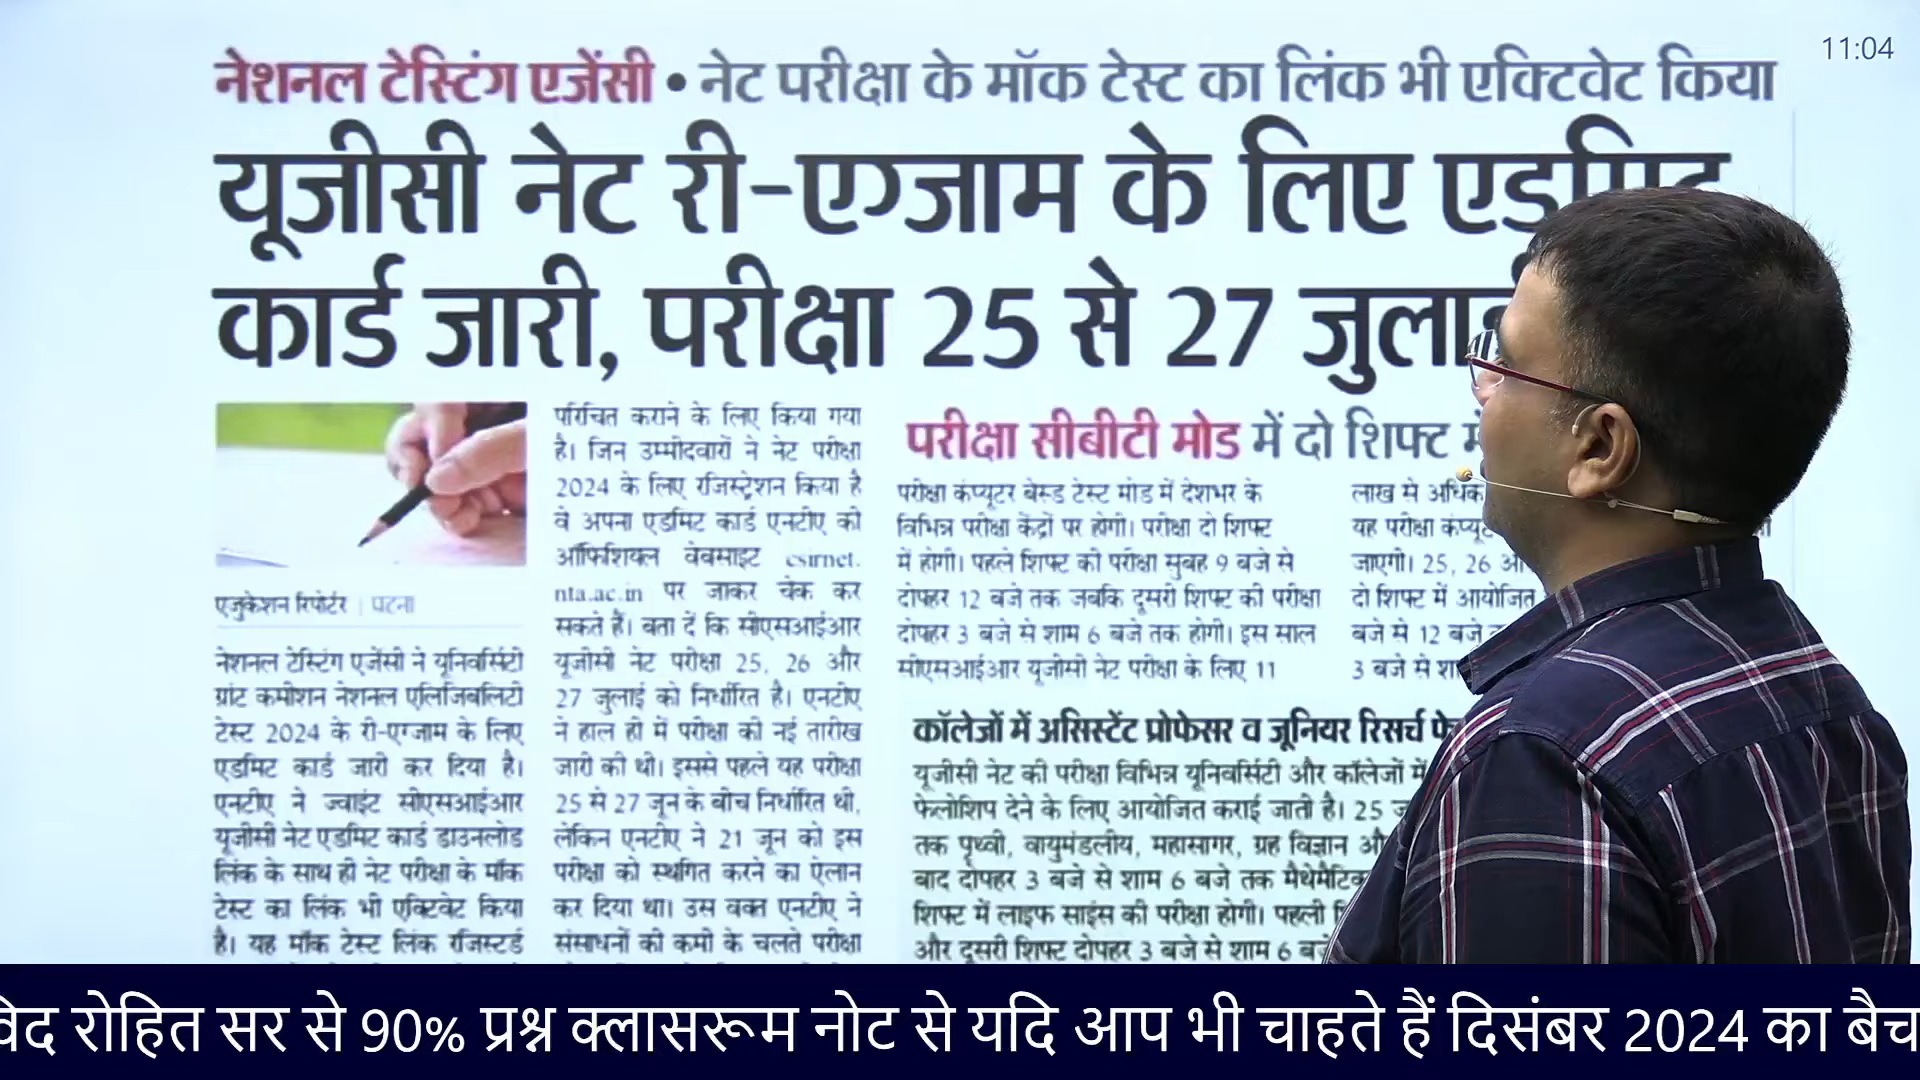 11:04
नेशनल टेस्टिंग एजेंसी • नेट परीक्षा के मॉक टेस्ट का लिंक भी एक्टिवेट किया
यूजीसी नेट री-एग्जाम के लिए एडमिट
कार्ड जारी, परीक्षा 25 से 27 जुलाई
एजुकेशन रिपोर्टर | पटना
नेशनल टेस्टिंग एजेंसी ने यूनिवर्सिटी
ग्रांट कमीशन नेशनल एलिजिबिलिटी
टेस्ट 2024 के री-एग्जाम के लिए
एडमिट कार्ड जारी कर दिया है।
एनटीए ने ज्वाइंट सीएसआईआर
यूजीसी नेट एडमिट कार्ड डाउनलोड
लिंक के साथ ही नेट परीक्षा के मॉक
टेस्ट का लिंक भी एक्टिवेट किया
है। यह मॉक टेस्ट लिंक रजिस्टर्ड
परिचित कराने के लिए किया गया
है। जिन उम्मीदवारों ने नेट परीक्षा
2024 के लिए रजिस्ट्रेशन किया है
वे अपना एडमिट कार्ड एनटीए की
ऑफिशियल वेबसाइट csirnet.
nta.ac.in पर जाकर चेक कर
सकते हैं। बता दें कि सीएसआईआर
यूजीसी नेट परीक्षा 25, 26 और
27 जुलाई को निर्धारित है। एनटीए
ने हाल ही में परीक्षा की नई तारीख
जारी की थी। इससे पहले यह परीक्षा
25 से 27 जून के बीच निर्धारित थी,
लेकिन एनटीए ने 21 जून को इस
परीक्षा को स्थगित करने का ऐलान
कर दिया था। उस वक्त एनटीए ने
संसाधनों की कमी के चलते परीक्षा
परीक्षा सीबीटी मोड में दो शिफ्ट में
परीक्षा कंप्यूटर बेस्ड टेस्ट मोड में देशभर के
विभिन्न परीक्षा केंद्रों पर होगी। परीक्षा दो शिफ्ट
में होगी। पहले शिफ्ट की परीक्षा सुबह 9 बजे से
दोपहर 12 बजे तक जबकि दूसरी शिफ्ट की परीक्षा
दोपहर 3 बजे से शाम 6 बजे तक होगी। इस साल
सीएसआईआर यूजीसी नेट परीक्षा के लिए 11
लाख से अधिक
यह परीक्षा
जाएगी। 25, 26
दो शिफ्ट में आयोजित
बजे से 12 बजे
3 बजे से
कॉलेजों में असिस्टेंट प्रोफेसर व जूनियर रिसर्च
यूजीसी नेट की परीक्षा विभिन्न यूनिवर्सिटी और कॉलेजों में
फेलोशिप देने के लिए आयोजित कराई जाती है। 25
तक पृथ्वी, वायुमंडलीय, महासागर, ग्रह विज्ञान
बाद दोपहर 3 बजे से शाम 6 बजे तक
शिफ्ट में लाइफ साइंस की परीक्षा होगी। पहली
और दूसरी शिफ्ट दोपहर 3 बजे से शाम 6
रोहित सर से 90% प्रश्न क्लासरूम नोट से यदि आप भी चाहते हैं दिसंबर 2024 का बैच